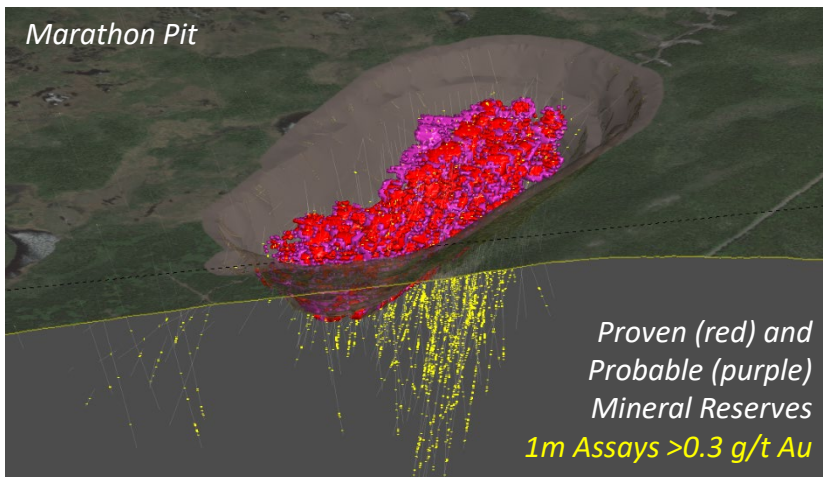 Marathon Pit
Proven (red) and
Probable (purple)
Mineral Reserves
1m Assays >0.3 g/t Au